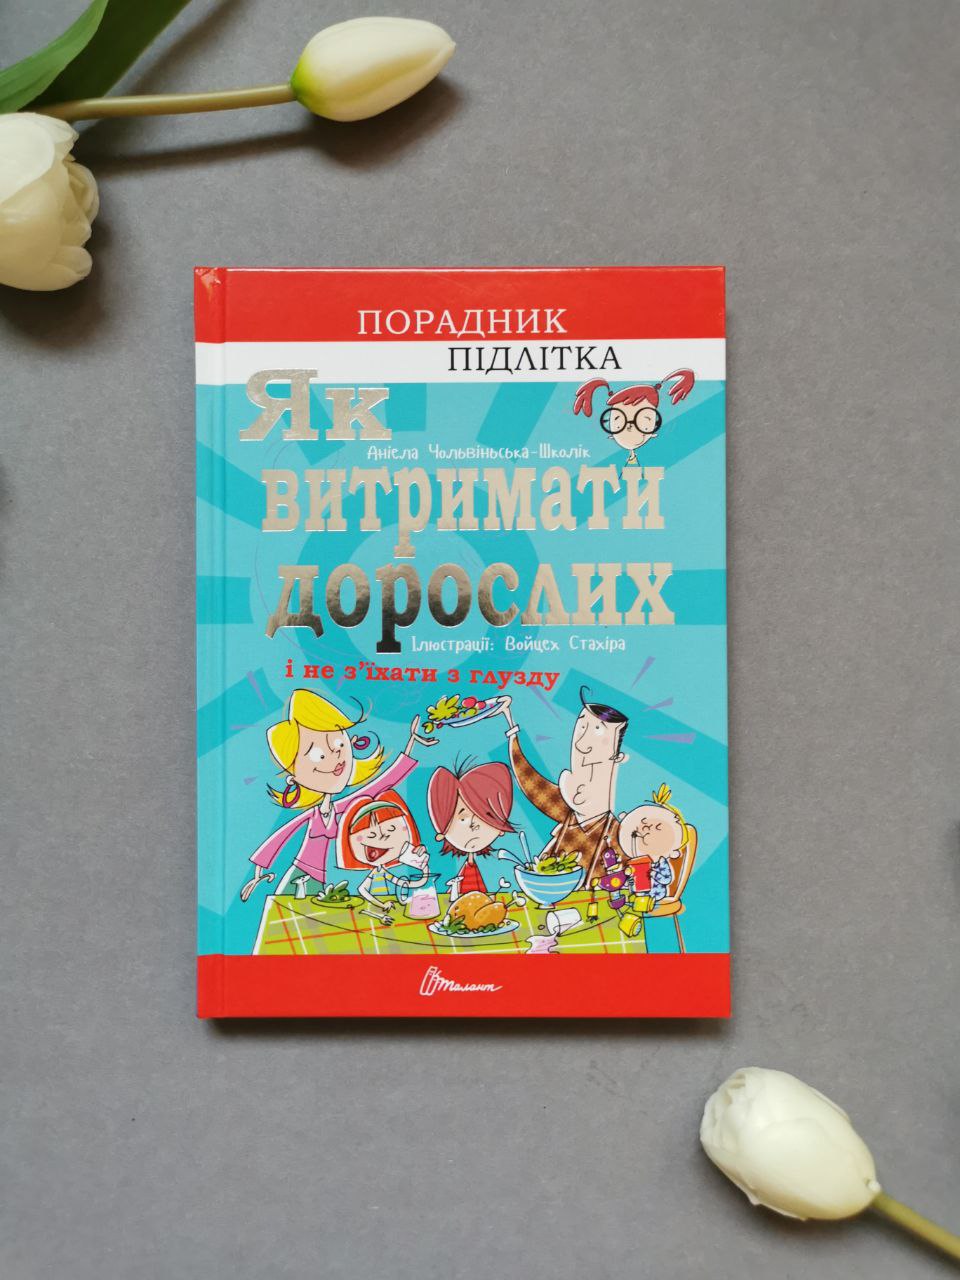 ПОРАДНИК
ПІДЛІТКА
Як
Анієла Чольвіньська-Школік
витримати
дорослих
Ілюстрації: Войцех Стахіра
і не з’їхати з глузду
Талант